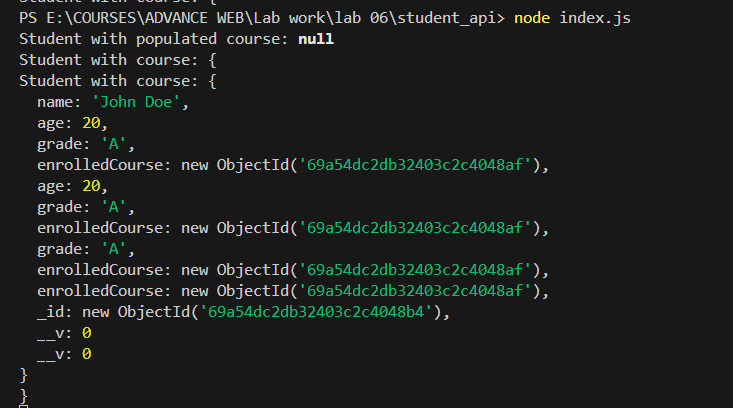 Student with course: {
PS E:\COURSES\ADVANCE WEB\Lab work\lab 06\student_api> node index.js
Student with populated course: null
Student with course: {
Student with course: {
  name: 'John Doe',
  age: 20,
  grade: 'A',
  enrolledCourse: new ObjectId('69a54dc2db32403c2c4048af'),
  age: 20,
  grade: 'A',
  enrolledCourse: new ObjectId('69a54dc2db32403c2c4048af'),
  grade: 'A',
  enrolledCourse: new ObjectId('69a54dc2db32403c2c4048af'),
  enrolledCourse: new ObjectId('69a54dc2db32403c2c4048af'),
  _id: new ObjectId('69a54dc2db32403c2c4048b4'),
  __v: 0
  __v: 0
}
}